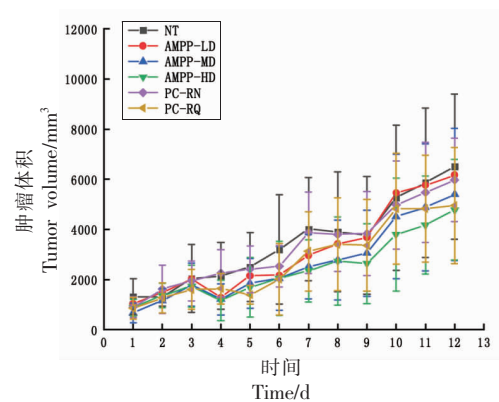 12000
10000
8000
6000
4000
2000
0
NT
AMPP-LD
AMPP-MD
AMPP-HD
PC-RN
PC-RQ
肿瘤体积
Tumor volume/mm³
0 1 2 3 4 5 6 7 8 9 10 11 12 13
时间
Time/d